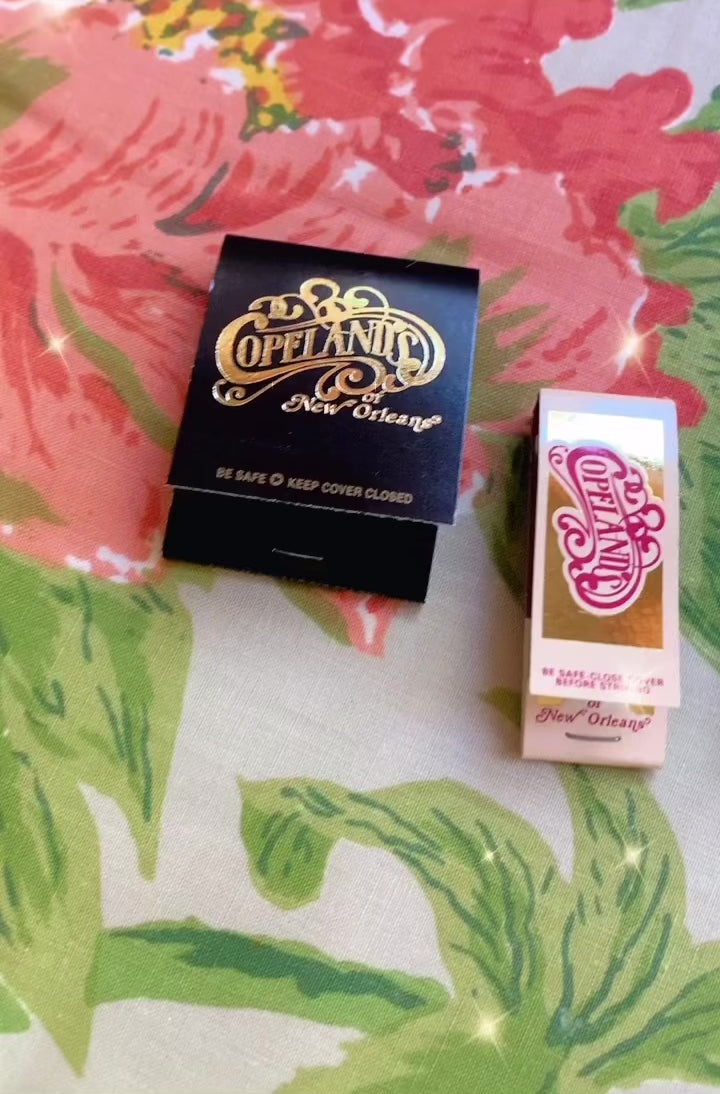 COPELAND'S
of
New Orleans
BE SAFE KEEP COVER CLOSED
COPELAND'S
BE SAFE-CLOSE COVER
BEFORE STRIKING
of
New Orleans